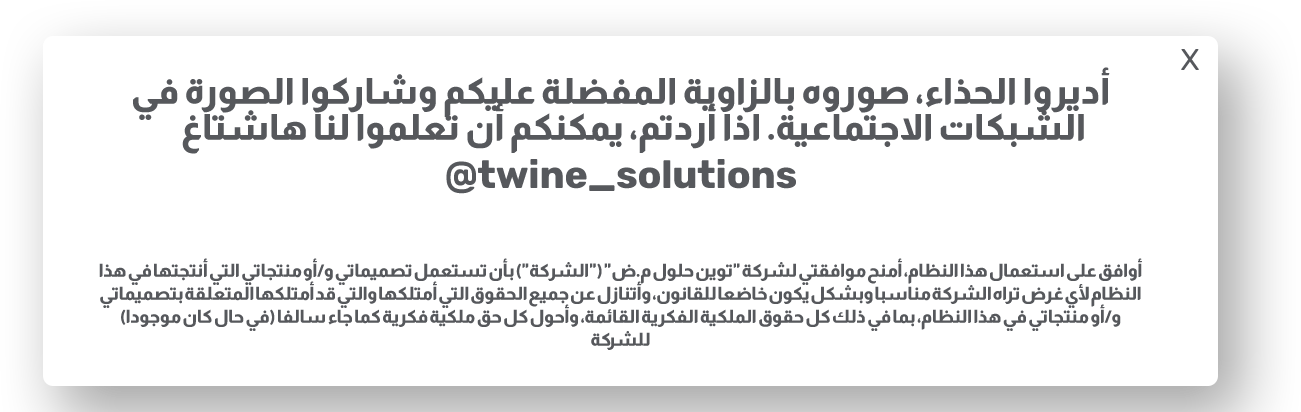 X
أديروا الحذاء، صوروه بالزاوية المفضلة عليكم وشاركوا الصورة في
الشبكات الاجتماعية. اذا أردتم، يمكنكم أن تعلموا لنا هاشتاغ
@twine_solutions
أوافق على استعمال هذا النظام، أمنح موافقتي لشركة "توين حلول م.ض" ("الشركة") بأن تستعمل تصميماتي و/أو منتجاتي التي أنتجتها في هذا
النظام لأي غرض تراه الشركة مناسبا وبشكل يكون خاضعا للقانون، وأتنازل عن جميع الحقوق التي أمتلكها والتي قد أمتلكها المتعلقة بتصميماتي
و/أو منتجاتي في هذا النظام، بما في ذلك كل حقوق الملكية الفكرية القائمة، وأحول كل حق ملكية فكرية كما جاء سالفا (في حال كان موجودا)
للشركة